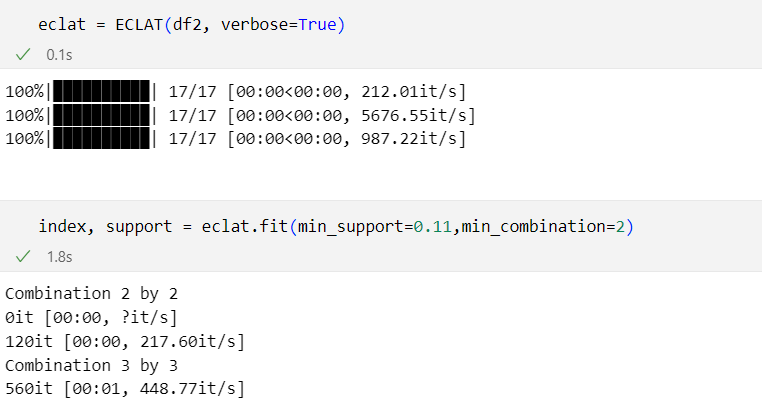 eclat = ECLAT(df2, verbose=True)
✓ 0.1s
100%|██████████| 17/17 [00:00<00:00, 212.01it/s]
100%|██████████| 17/17 [00:00<00:00, 5676.55it/s]
100%|██████████| 17/17 [00:00<00:00, 987.22it/s]
index, support = eclat.fit(min_support=0.11,min_combination=2)
✓ 1.8s
Combination 2 by 2
0it [00:00, ?it/s]
120it [00:00, 217.60it/s]
Combination 3 by 3
560it [00:01, 448.77it/s]